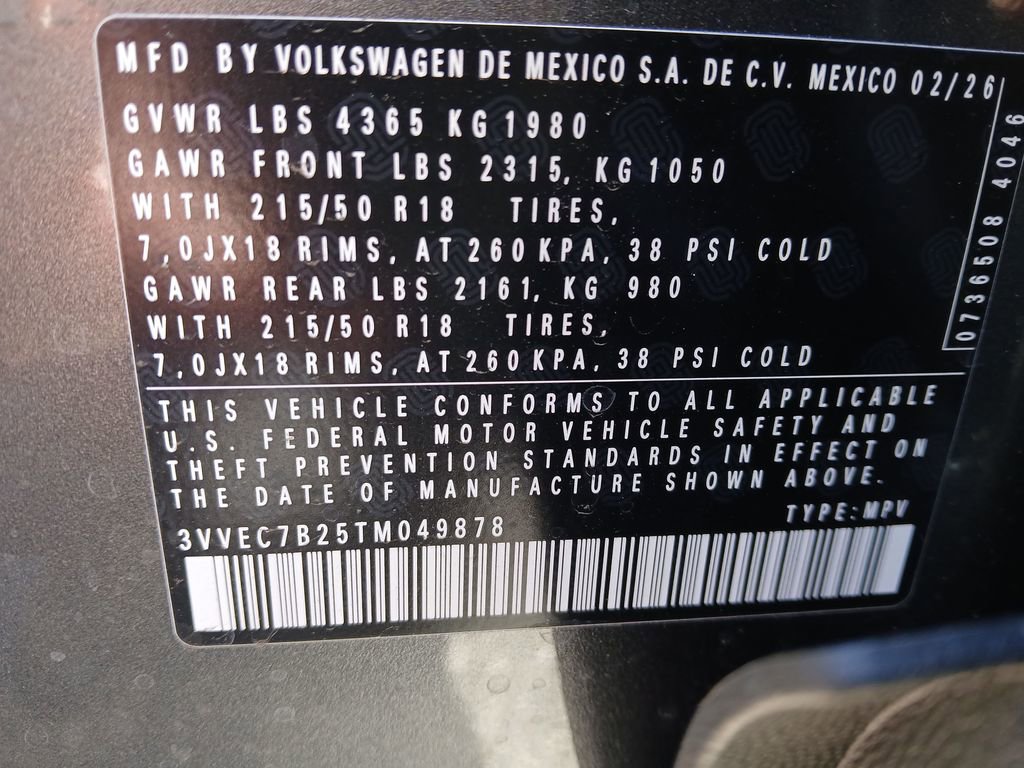 MFD BY VOLKSWAGEN DE MEXICO S.A. DE C.V. MEXICO 02/26
GVWR LBS 4365 KG 1980
GAWR FRONT LBS 2315, KG 1050
WITH 215/50 R18 TIRES,
7,0JX18 RIMS, AT 260 KPA, 38 PSI COLD
GAWR REAR LBS 2161, KG 980
WITH 215/50 R18 TIRES,
7,0JX18 RIMS, AT 260 KPA, 38 PSI COLD
0736508 4046
THIS VEHICLE CONFORMS TO ALL APPLICABLE
U.S. FEDERAL MOTOR VEHICLE SAFETY AND
THEFT PREVENTION STANDARDS IN EFFECT ON
THE DATE OF MANUFACTURE SHOWN ABOVE.
TYPE: MPV
3VVEC7B25TM049878